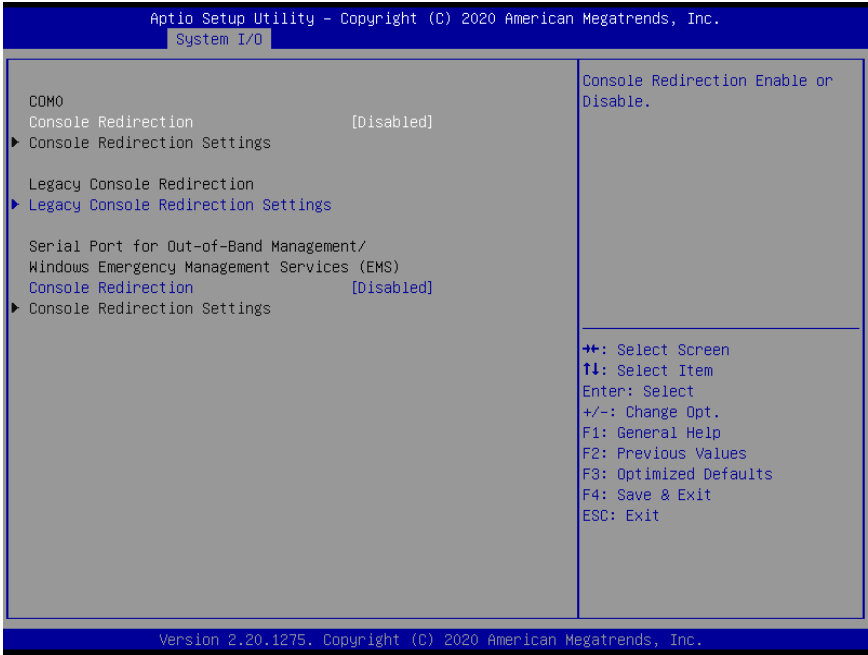 Aptio Setup Utility – Copyright (C) 2020 American Megatrends, Inc.
System I/O
COM0
Console Redirection [Disabled]
Console Redirection Settings
Legacy Console Redirection
Legacy Console Redirection Settings
Serial Port for Out-of-Band Management/
Windows Emergency Management Services (EMS)
Console Redirection [Disabled]
Console Redirection Settings
Console Redirection Enable or
Disable.
→←: Select Screen
↑↓: Select Item
Enter: Select
+/-: Change Opt.
F1: General Help
F2: Previous Values
F3: Optimized Defaults
F4: Save & Exit
ESC: Exit
Version 2.20.1275. Copyright (C) 2020 American Megatrends, Inc.